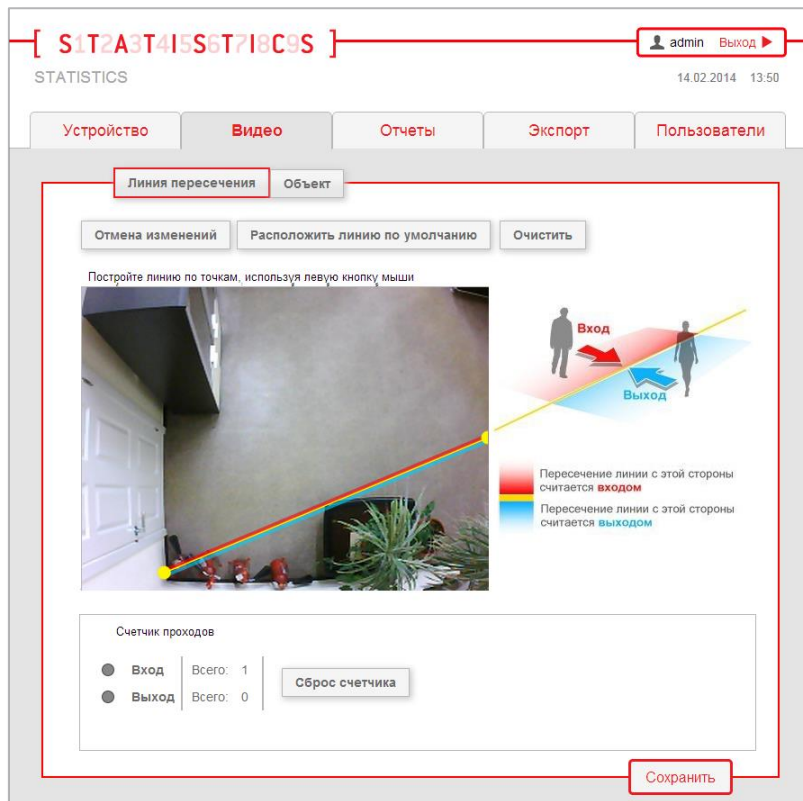 [ S1T2A3T4I5S6T7I8C9S ]
admin Выход
STATISTICS
14.02.2014 13:50
Устройство Видео Отчеты Экспорт Пользователи
Линия пересечения Объект
Отмена изменений Расположить линию по умолчанию Очистить
Постройте линию по точкам, используя левую кнопку мыши
Вход
Выход
Пересечение линии с этой стороны
считается входом
Пересечение линии с этой стороны
считается выходом
Счетчик проходов
Вход Всего: 1
Выход Всего: 0
Сброс счетчика
Сохранить